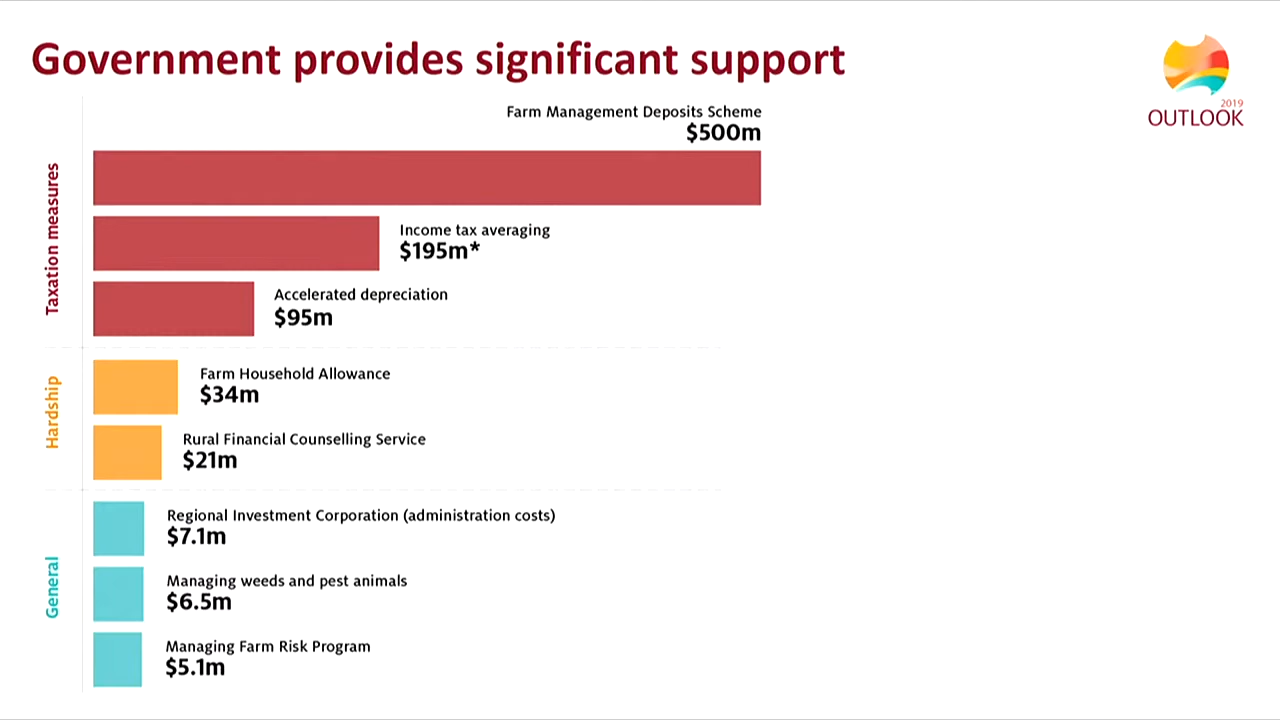 Government provides significant support
2019
OUTLOOK
Taxation measures
Farm Management Deposits Scheme
$500m
Income tax averaging
$195m*
Accelerated depreciation
$95m
Hardship
Farm Household Allowance
$34m
Rural Financial Counselling Service
$21m
General
Regional Investment Corporation (administration costs)
$7.1m
Managing weeds and pest animals
$6.5m
Managing Farm Risk Program
$5.1m